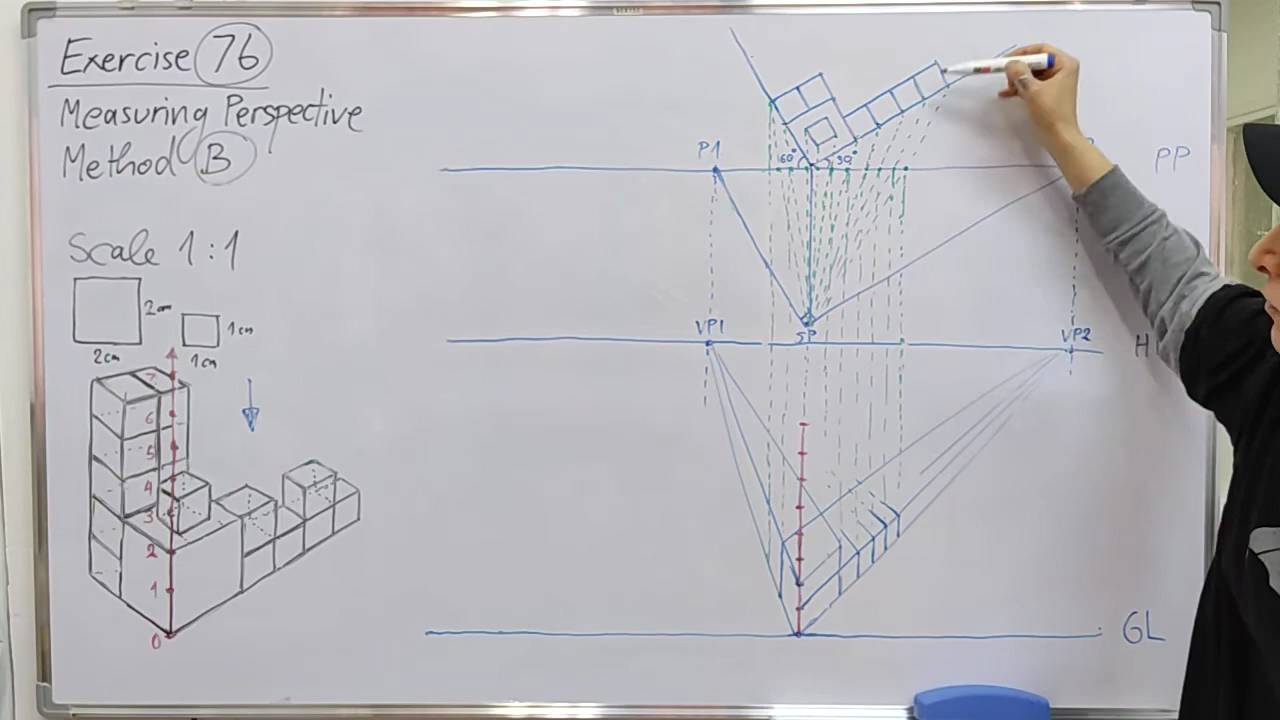 Exercise 76
Measuring Perspective
Method B
Scale 1:1
2cm
1cm
2cm
1cm
7
6
5
4
3
2
1
0
P1
60°
30°
PP
VP1
SP
VP2
H
GL